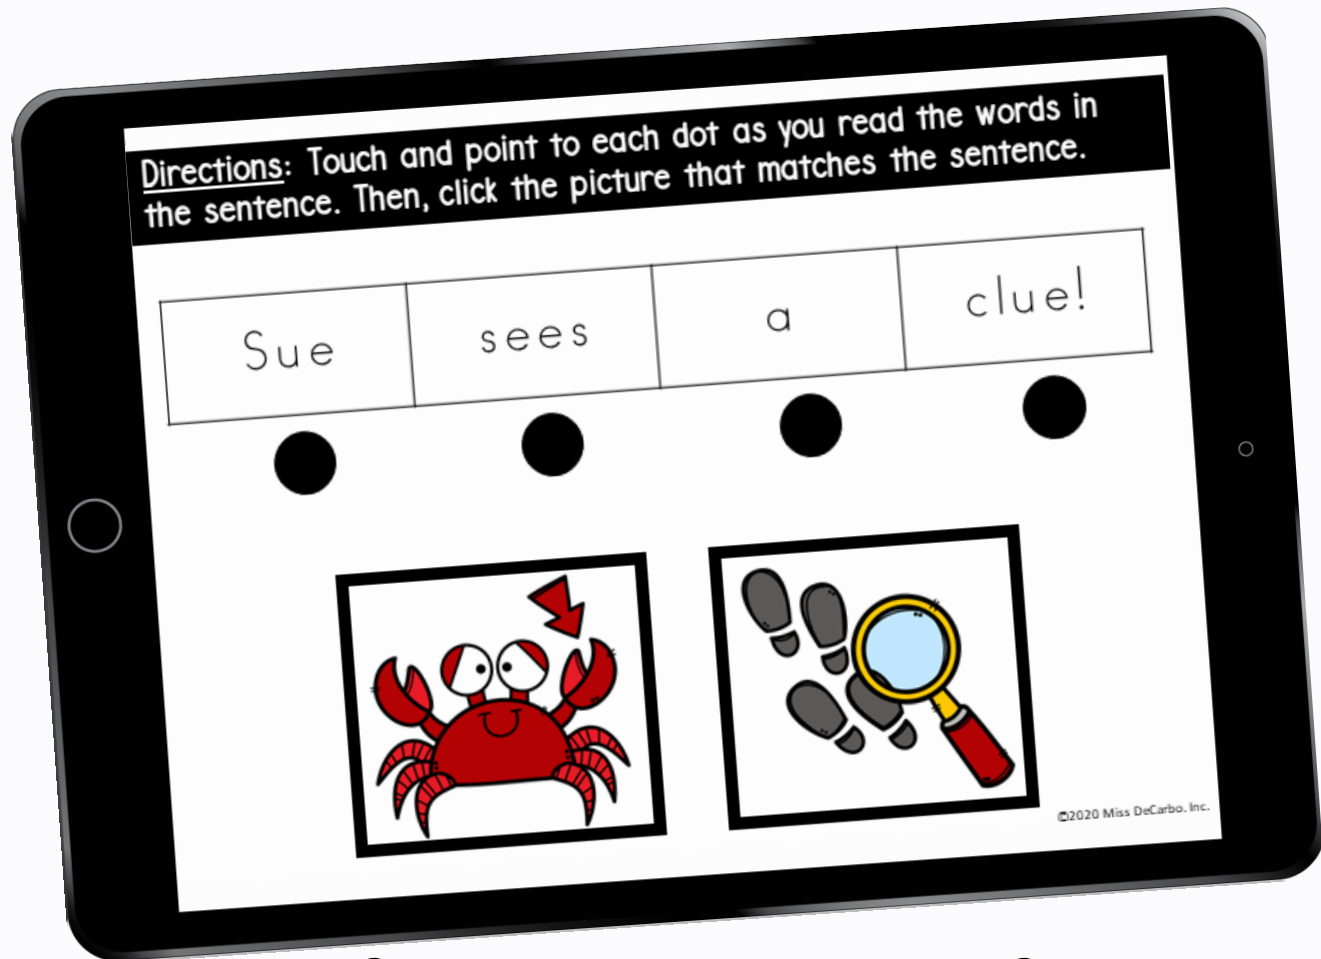 Directions: Touch and point to each dot as you read the words in
the sentence. Then, click the picture that matches the sentence.
Sue sees a clue!
©2020 Miss DeCarbo, Inc.